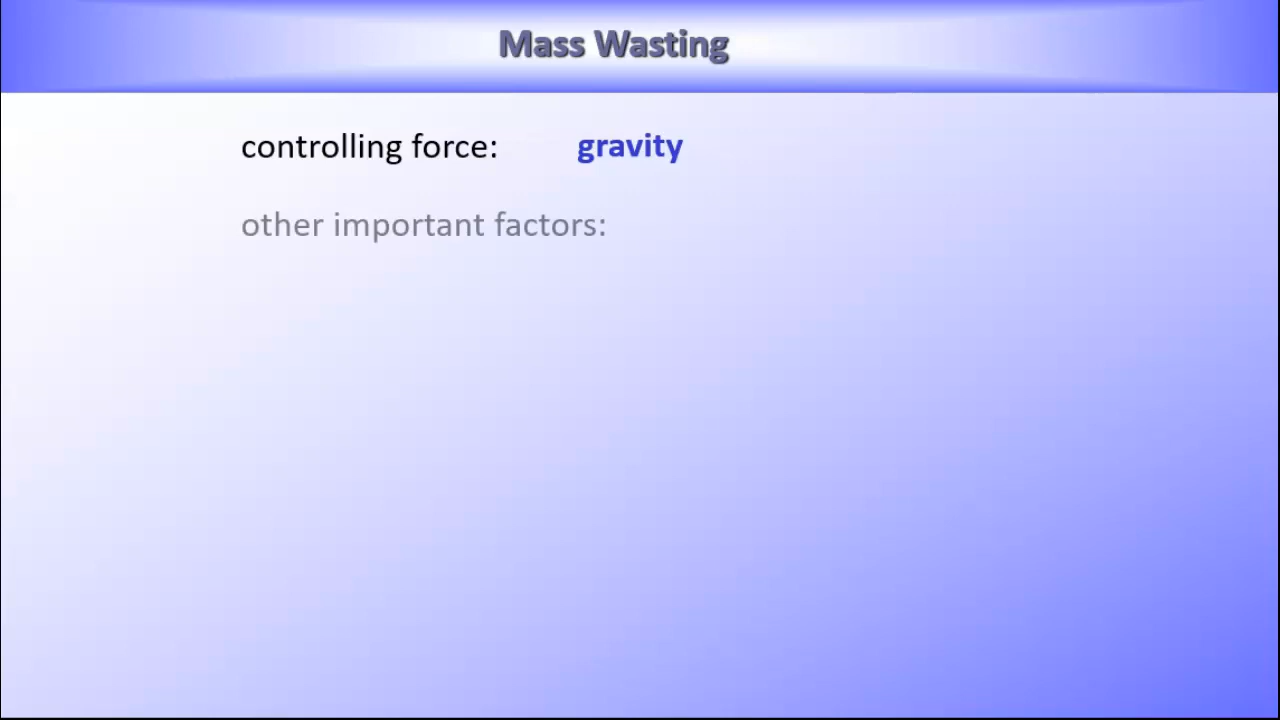 Mass Wasting
controlling force: gravity
other important factors: